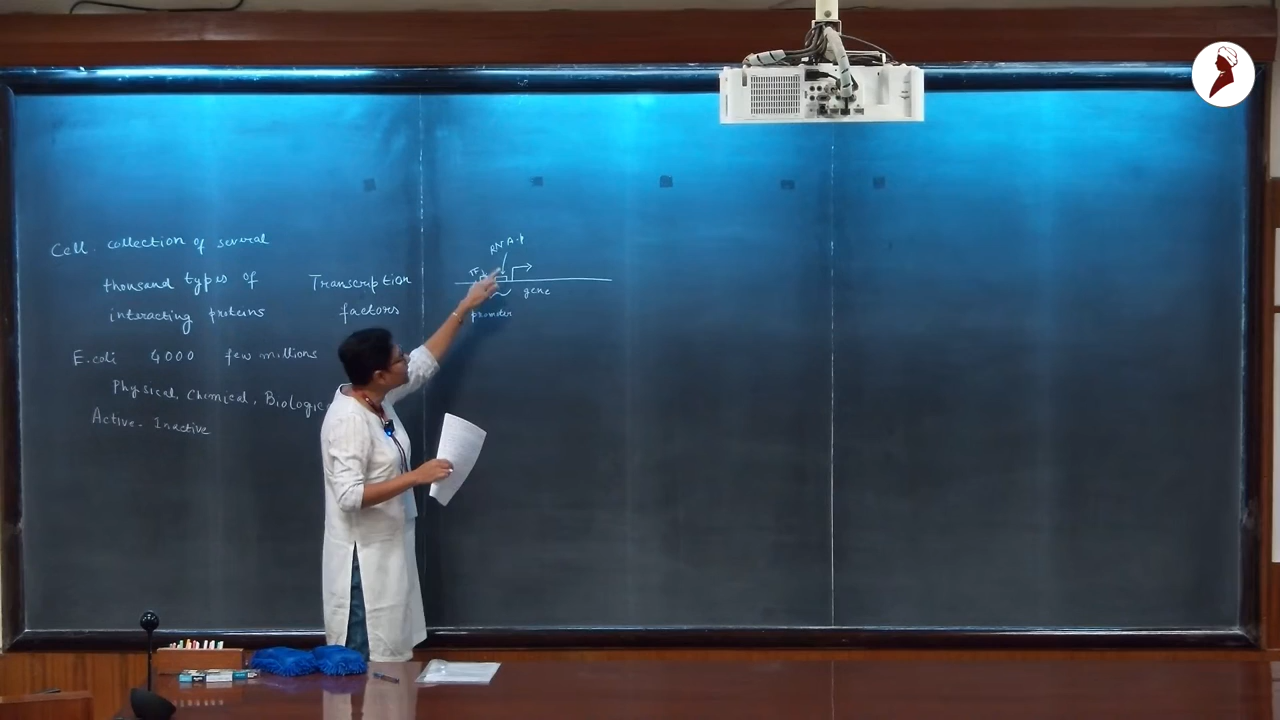 Cell. collection of several
thousand types of
interacting proteins
Transcription
factors
E.coli 4000 few millions
Physical, Chemical, Biologic
Active - Inactive
RNA-p
TF
gene
promoter